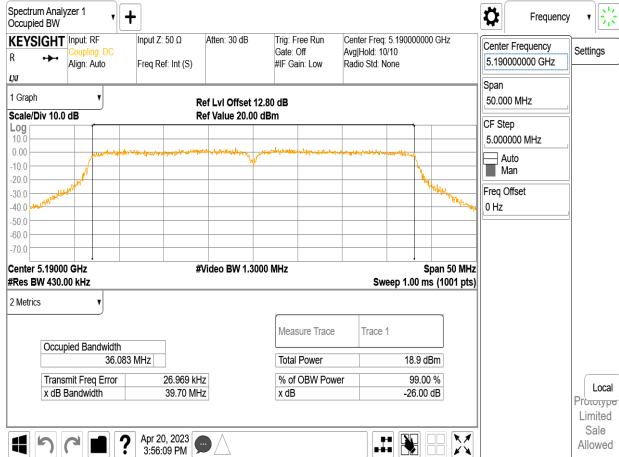 Spectrum Analyzer 1
Occupied BW
Frequency
KEYSIGHT
R
Input: RF
Coupling: DC
Align: Auto
Input Z: 50 Ω
Freq Ref: Int (S)
Atten: 30 dB
Trig: Free Run
Gate: Off
#IF Gain: Low
Center Freq: 5.190000000 GHz
Avg|Hold: 10/10
Radio Std: None
Center Frequency
5.190000000 GHz
Settings
Span
50.000 MHz
CF Step
5.000000 MHz
Auto
Man
Freq Offset
0 Hz
1 Graph
Ref Lvl Offset 12.80 dB
Scale/Div 10.0 dB
Ref Value 20.00 dBm
Log
10.0
0.00
-10.0
-20.0
-30.0
-40.0
-50.0
-60.0
-70.0
Center 5.19000 GHz
#Video BW 1.3000 MHz
Span 50 MHz
#Res BW 430.00 kHz
Sweep 1.00 ms (1001 pts)
2 Metrics
Measure Trace
Trace 1
Occupied Bandwidth
36.083 MHz
Total Power
18.9 dBm
Transmit Freq Error
26.969 kHz
% of OBW Power
99.00 %
x dB Bandwidth
39.70 MHz
x dB
-26.00 dB
Local
Prototype
Limited
Sale
Allowed
?
Apr 20, 2023
3:56:09 PM